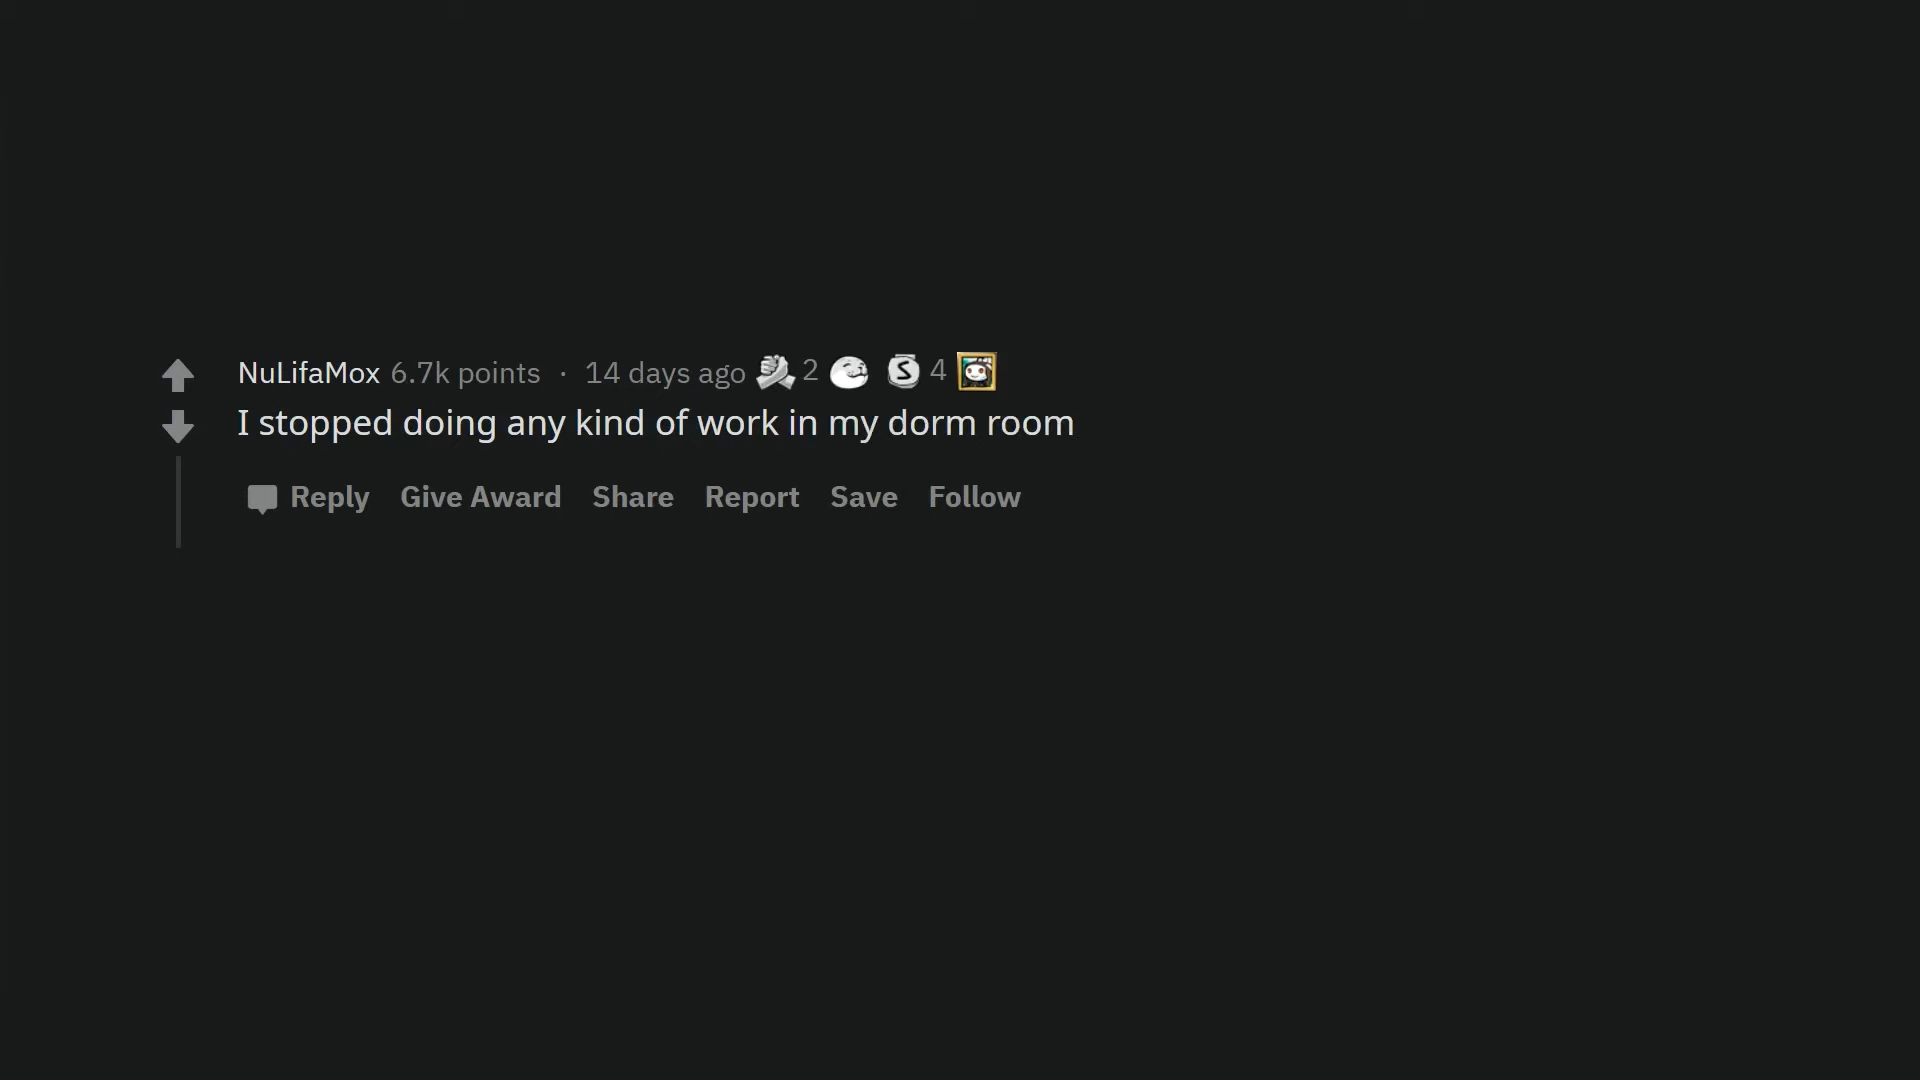 NuLifaMox 6.7k points · 14 days ago 2 S 4
I stopped doing any kind of work in my dorm room
Reply Give Award Share Report Save Follow